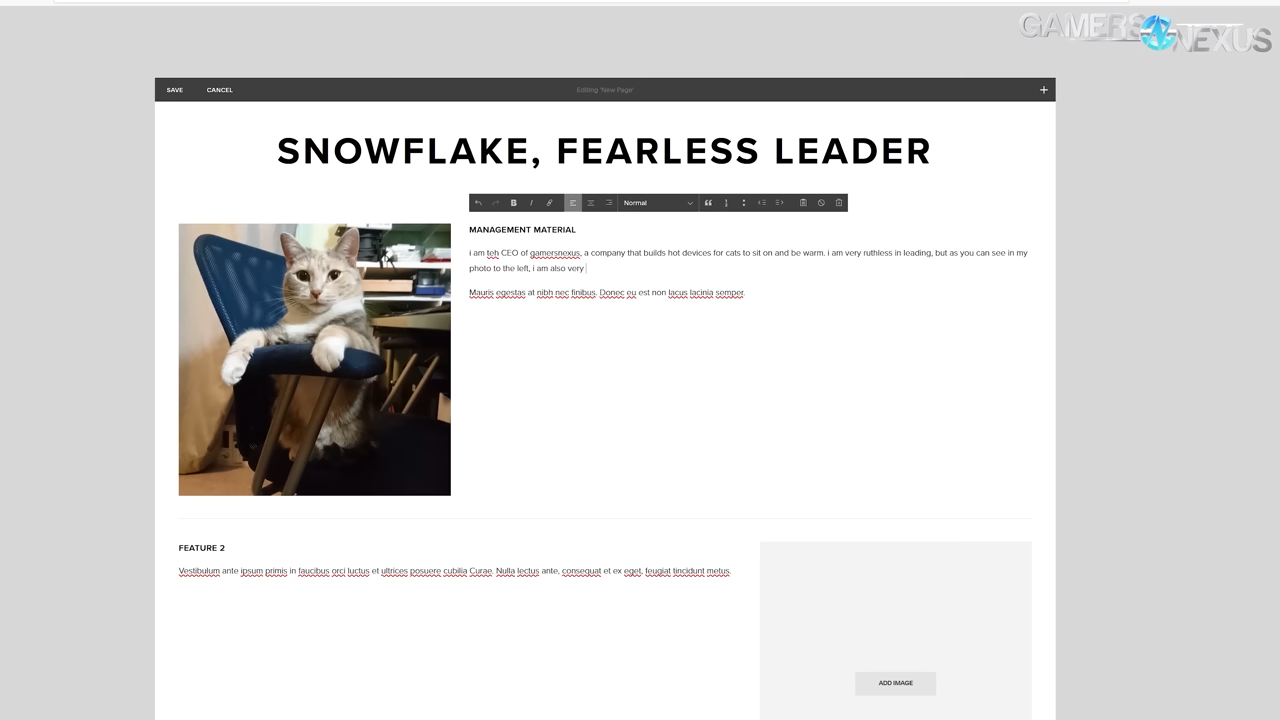 GAMERS NEXUS
SAVE CANCEL Editing 'New Page' +
SNOWFLAKE, FEARLESS LEADER
B I Normal
MANAGEMENT MATERIAL
i am teh CEO of gamersnexus, a company that builds hot devices for cats to sit on and be warm. i am very ruthless in leading, but as you can see in my
photo to the left, i am also very
Mauris egestas at nibh nec finibus. Donec eu est non lacus lacinia semper.
FEATURE 2
Vestibulum ante ipsum primis in faucibus orci luctus et ultrices posuere cubilia Curae. Nulla lectus ante, consequat et ex eget, feugiat tincidunt metus.
ADD IMAGE